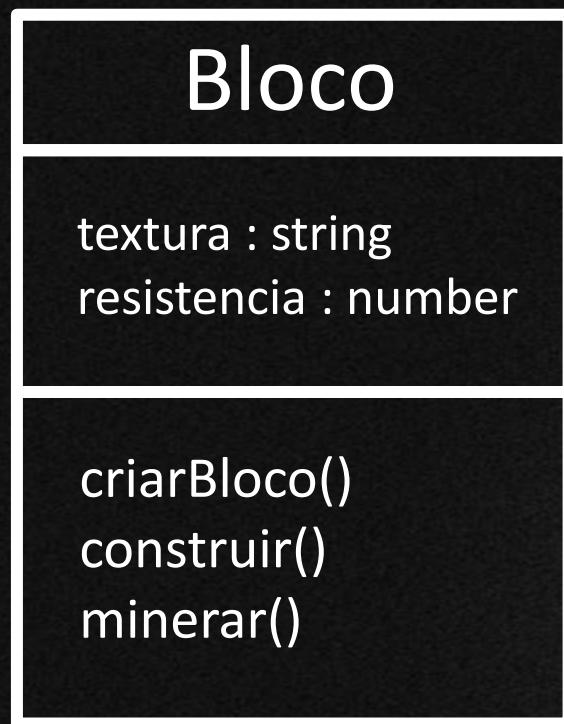 Bloco
textura : string
resistencia : number
criarBloco()
construir()
minerar()